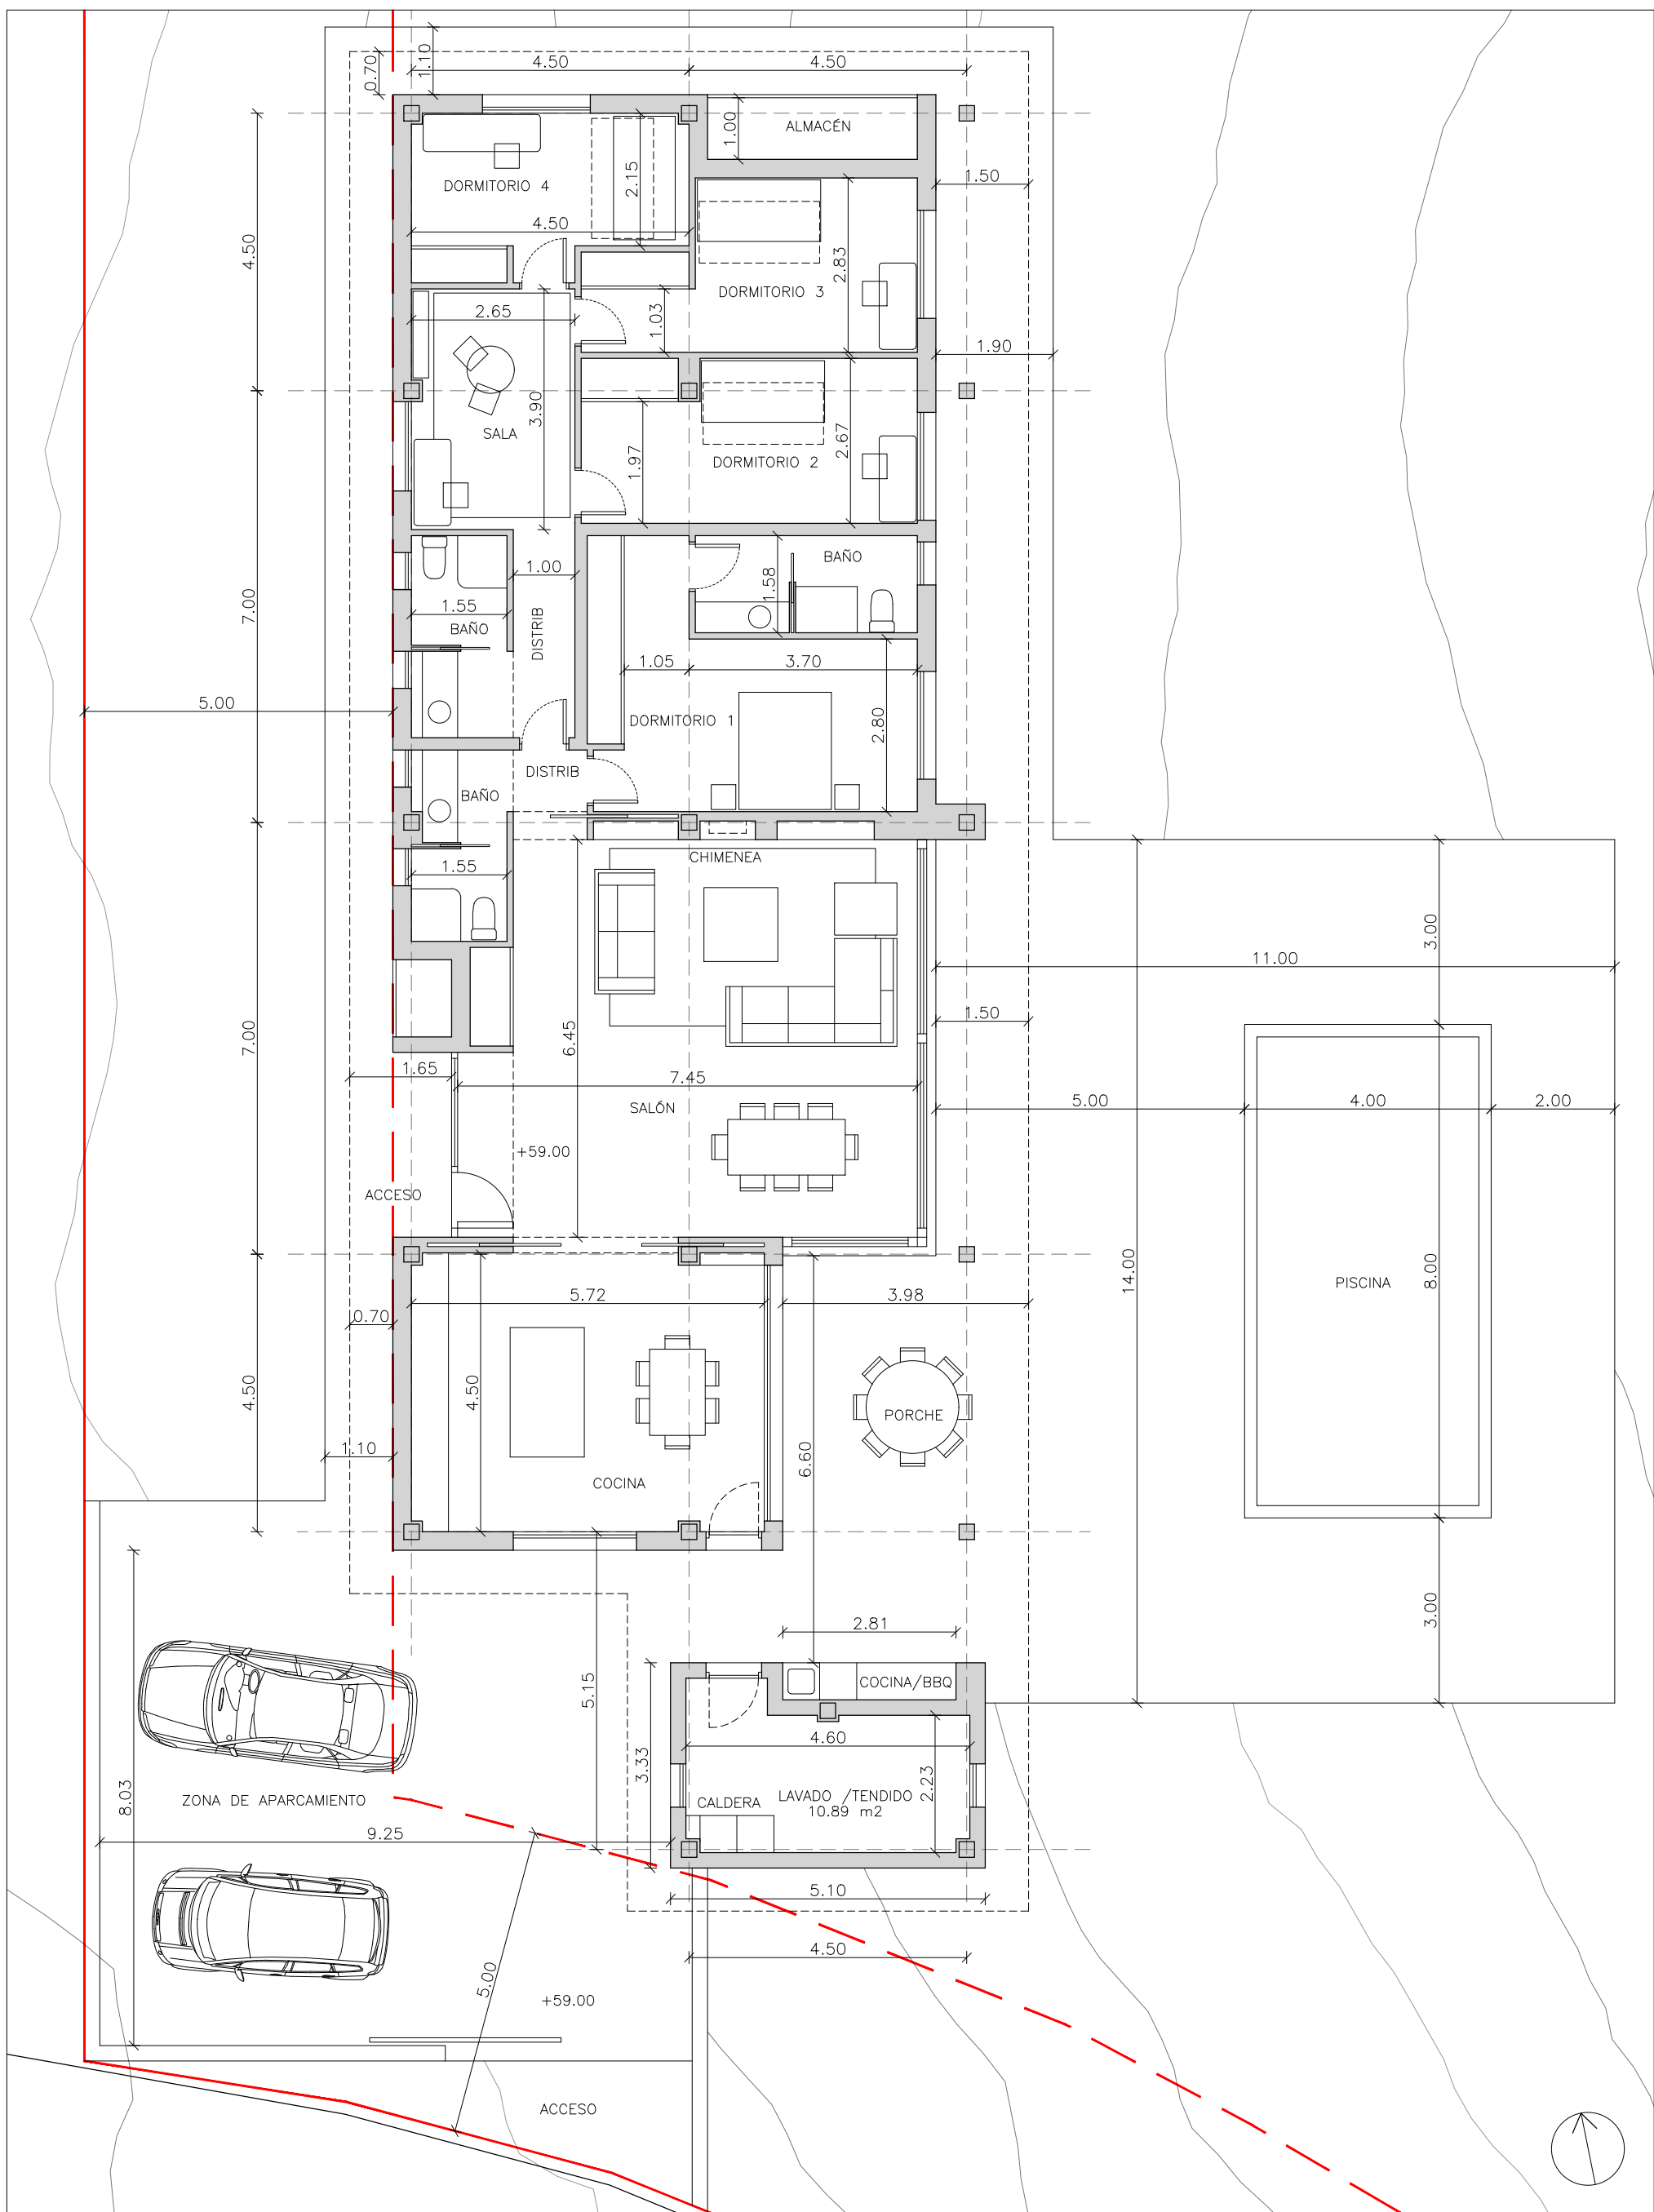 1.10
0.70
4.50
4.50
1.00
ALMACÉN
2.15
DORMITORIO 4
1.50
4.50
4.50
2.83
DORMITORIO 3
2.65
1.03
1.90
3.90
SALA
2.67
1.97
DORMITORIO 2
BAÑO
1.00
1.58
7.00
1.55
BAÑO
DISTRIB
1.05
3.70
5.00
DORMITORIO 1
2.80
DISTRIB
BAÑO
CHIMENEA
1.55
3.00
11.00
1.50
7.00
6.45
1.65
7.45
5.00
4.00
2.00
SALÓN
+59.00
ACCESO
14.00
8.00
PISCINA
5.72
3.98
0.70
4.50
4.50
PORCHE
1.10
6.60
COCINA
3.00
2.81
COCINA/BBQ
5.15
4.60
3.33
2.23
LAVADO /TENDIDO
10.89 m2
CALDERA
8.03
ZONA DE APARCAMIENTO
9.25
5.10
4.50
5.00
+59.00
ACCESO